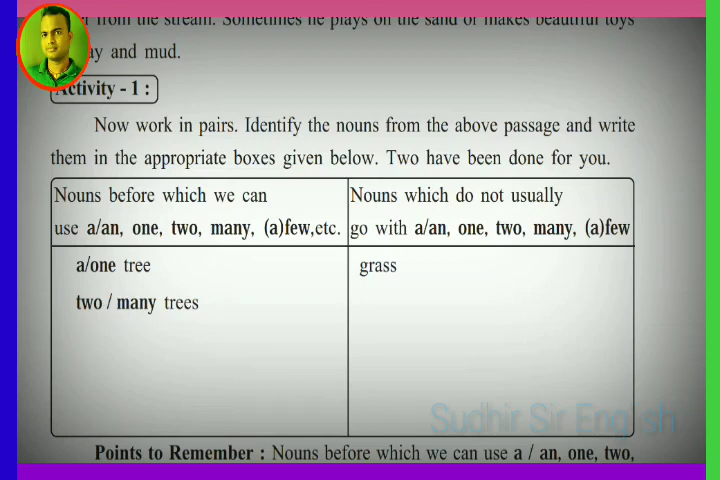 from the stream. Sometimes he plays on the sand or makes beautiful toys
and mud.
Activity - 1 :
Now work in pairs. Identify the nouns from the above passage and write
them in the appropriate boxes given below. Two have been done for you.
Nouns before which we can
use a/an, one, two, many, (a)few,etc.
Nouns which do not usually
go with a/an, one, two, many, (a)few
a/one tree
two / many trees
grass
Sudhir Sir English
Points to Remember : Nouns before which we can use a / an, one, two,